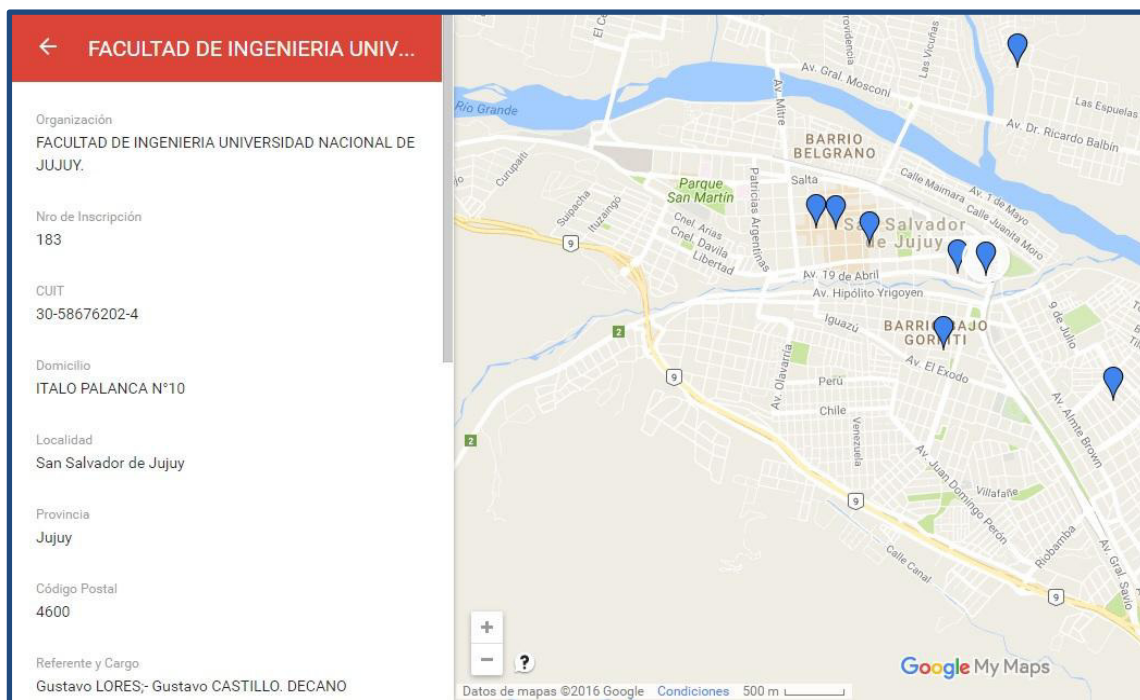 FACULTAD DE INGENIERIA UNIV...
Organización
FACULTAD DE INGENIERIA UNIVERSIDAD NACIONAL DE
JUJUY.
Nro de Inscripción
183
CUIT
30-58676202-4
Domicilio
ITALO PALANCA N°10
Localidad
San Salvador de Jujuy
Provincia
Jujuy
Código Postal
4600
Referente y Cargo
Gustavo LORES;- Gustavo CASTILLO. DECANO
Las Vicuñas
Av. Gral. Mosconi
Av. Mitre
Las Espuelas
Río Grande
Av. Dr. Ricardo Balbín
BARRIO
BELGRANO
Curupaiti
Salta
Calle Maimara
Av. 1 de Mayo
Calle Juanita Moro
Parque
San Martín
Patricias Argentinas
Suipacha
Ituzaingó
Cnel. Arias
Cnel. Davila
Libertad
San Salvador
de Jujuy
9
Av. 19 de Abril
Av. Hipólito Yrigoyen
Iguazú
9 de Julio
2
Av. Olavarría
Av. El Exodo
9
Perú
Chile
Venezuela
Av. Almte Brown
2
Av. Juan Domingo Perón
Villafañe
9
Riobamba
Calle Canal
Av. Gral. Savio
9
+
−
?
Google My Maps
Datos de mapas ©2016 Google Condiciones 500 m